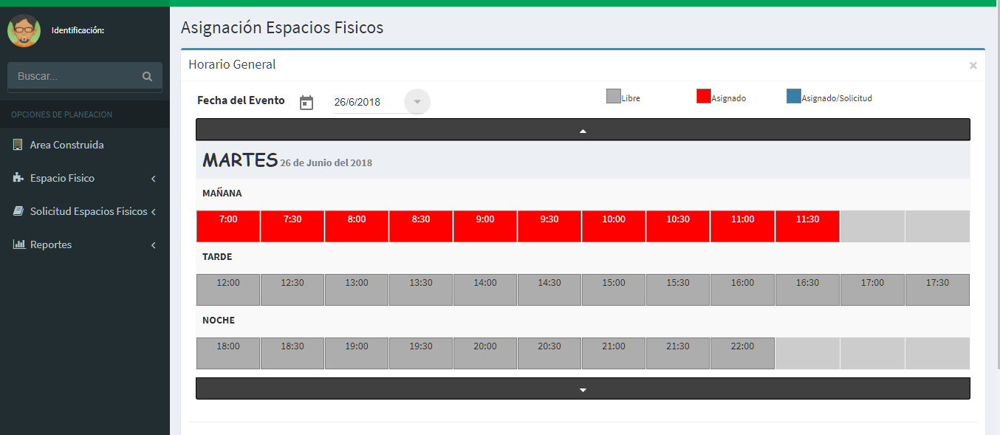 Identificación:
Buscar...
OPCIONES DE PLANEACION
Area Construida
Espacio Fisico
Solicitud Espacios Fisicos
Reportes
Asignación Espacios Fisicos
Horario General
×
Fecha del Evento 26/6/2018 Libre Asignado Asignado/Solicitud
MARTES 26 de Junio del 2018
MAÑANA
7:00 7:30 8:00 8:30 9:00 9:30 10:00 10:30 11:00 11:30
TARDE
12:00 12:30 13:00 13:30 14:00 14:30 15:00 15:30 16:00 16:30 17:00 17:30
NOCHE
18:00 18:30 19:00 19:30 20:00 20:30 21:00 21:30 22:00